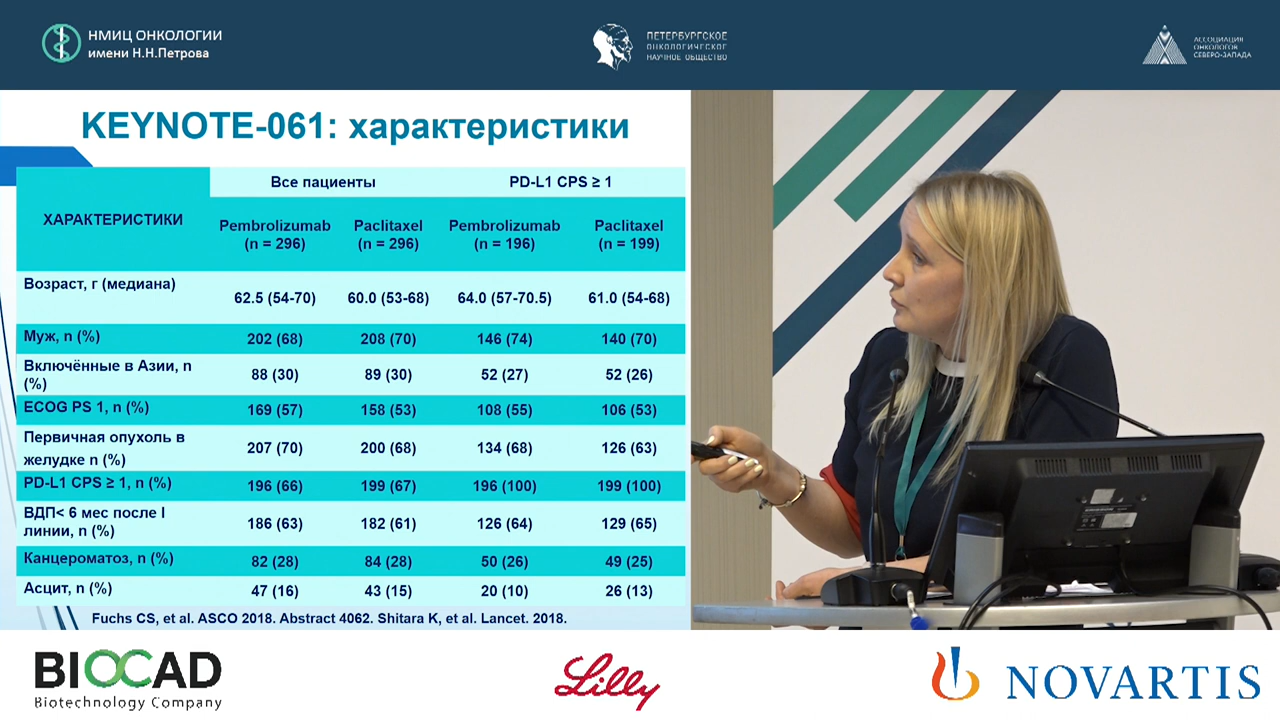 НМИЦ ОНКОЛОГИИ
имени Н.Н.Петрова
ПЕТЕРБУРГСКОЕ
ОНКОЛОГИЧЕСКОЕ
НАУЧНОЕ ОБЩЕСТВО
АССОЦИАЦИЯ
ОНКОЛОГОВ
СЕВЕРО-ЗАПАДА
KEYNOTE-061: характеристики
ХАРАКТЕРИСТИКИ
Все пациенты PD-L1 CPS ≥ 1
Pembrolizumab Paclitaxel Pembrolizumab Paclitaxel
(n = 296) (n = 296) (n = 196) (n = 199)
Возраст, г (медиана)
62.5 (54-70) 60.0 (53-68) 64.0 (57-70.5) 61.0 (54-68)
Муж, n (%) 202 (68) 208 (70) 146 (74) 140 (70)
Включённые в Азии, n
(%) 88 (30) 89 (30) 52 (27) 52 (26)
ECOG PS 1, n (%) 169 (57) 158 (53) 108 (55) 106 (53)
Первичная опухоль в
желудке n (%) 207 (70) 200 (68) 134 (68) 126 (63)
PD-L1 CPS ≥ 1, n (%) 196 (66) 199 (67) 196 (100) 199 (100)
ВДП< 6 мес после I
линии, n (%) 186 (63) 182 (61) 126 (64) 129 (65)
Канцероматоз, n (%) 82 (28) 84 (28) 50 (26) 49 (25)
Асцит, n (%) 47 (16) 43 (15) 20 (10) 26 (13)
Fuchs CS, et al. ASCO 2018. Abstract 4062. Shitara K, et al. Lancet. 2018.
BIOCAD
Biotechnology Company
Lilly
NOVARTIS